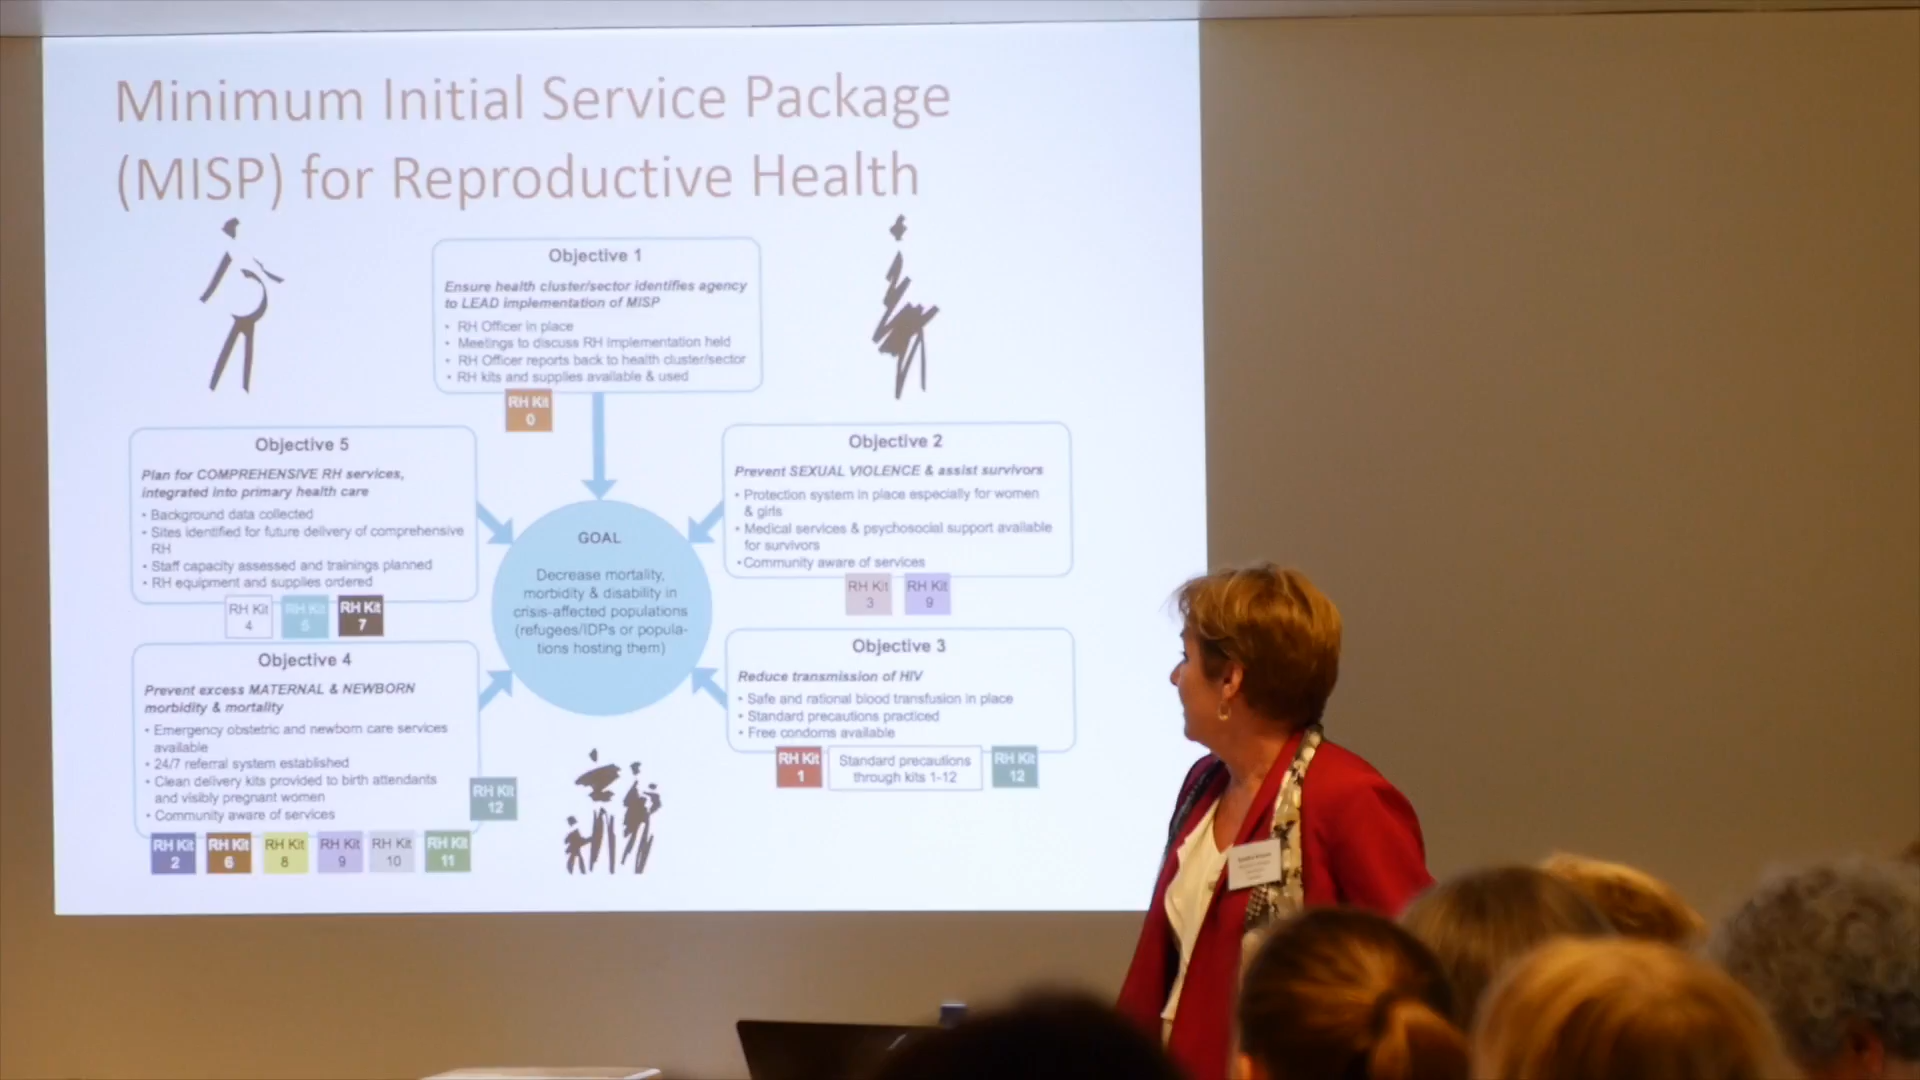 Minimum Initial Service Package
(MISP) for Reproductive Health
Objective 1
Ensure health cluster/sector identifies agency
to LEAD implementation of MISP
• RH Officer in place
• Meetings to discuss RH implementation held
• RH Officer reports back to health cluster/sector
• RH kits and supplies available & used
RH Kit
0
Objective 5
Plan for COMPREHENSIVE RH services,
integrated into primary health care
• Background data collected
• Sites identified for future delivery of comprehensive
RH
• Staff capacity assessed and trainings planned
• RH equipment and supplies ordered
RH Kit
4
RH Kit
5
RH Kit
7
Objective 2
Prevent SEXUAL VIOLENCE & assist survivors
• Protection system in place especially for women
& girls
• Medical services & psychosocial support available
for survivors
• Community aware of services
RH Kit
3
RH Kit
9
GOAL
Decrease mortality,
morbidity & disability in
crisis-affected populations
(refugees/IDPs or popula-
tions hosting them)
Objective 4
Prevent excess MATERNAL & NEWBORN
morbidity & mortality
• Emergency obstetric and newborn care services
available
• 24/7 referral system established
• Clean delivery kits provided to birth attendants
and visibly pregnant women
• Community aware of services
RH Kit
12
RH Kit
2
RH Kit
6
RH Kit
8
RH Kit
9
RH Kit
10
RH Kit
11
Objective 3
Reduce transmission of HIV
• Safe and rational blood transfusion in place
• Standard precautions practiced
• Free condoms available
RH Kit
1
Standard precautions
through kits 1-12
RH Kit
12